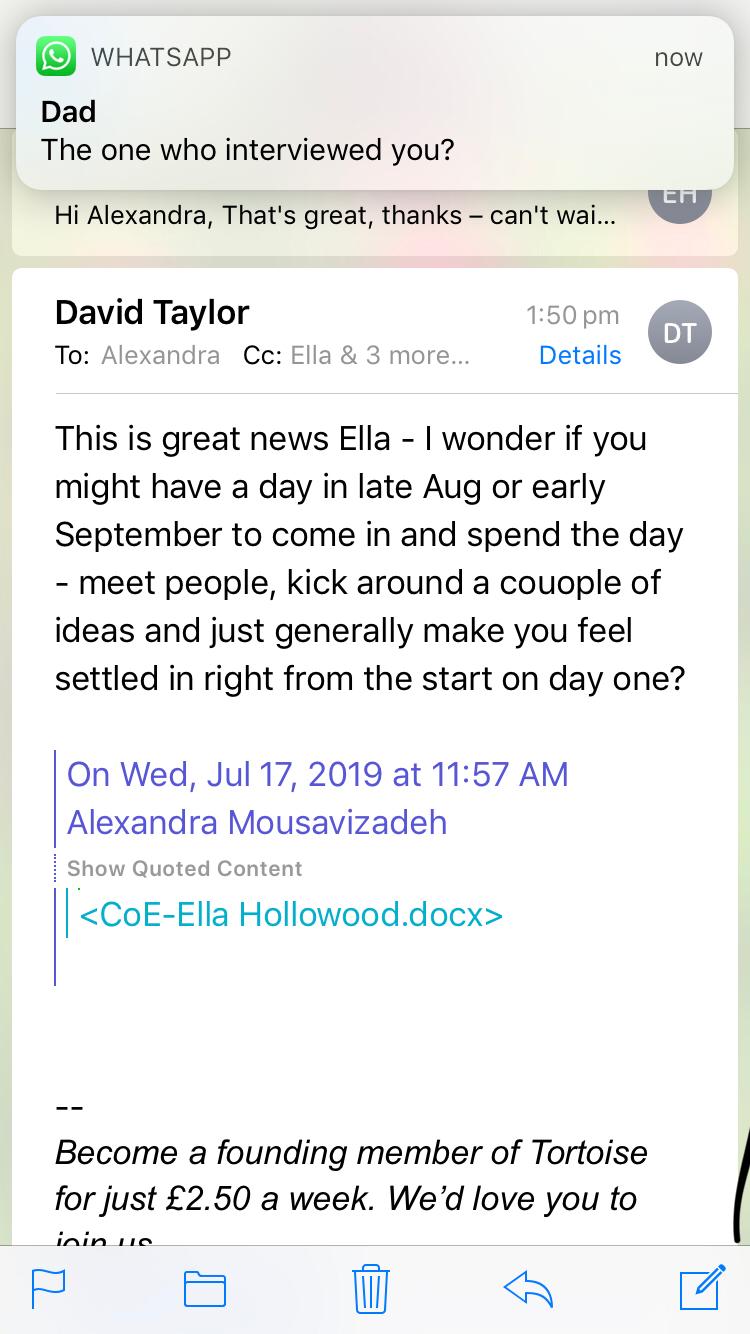 WHATSAPP now
Dad
The one who interviewed you?
EH
Hi Alexandra, That's great, thanks – can't wai...
David Taylor 1:50 pm
DT
To: Alexandra Cc: Ella & 3 more... Details
This is great news Ella - I wonder if you
might have a day in late Aug or early
September to come in and spend the day
- meet people, kick around a couople of
ideas and just generally make you feel
settled in right from the start on day one?
On Wed, Jul 17, 2019 at 11:57 AM
Alexandra Mousavizadeh
Show Quoted Content
<CoE-Ella Hollowood.docx>
--
Become a founding member of Tortoise
for just £2.50 a week. We’d love you to
join us